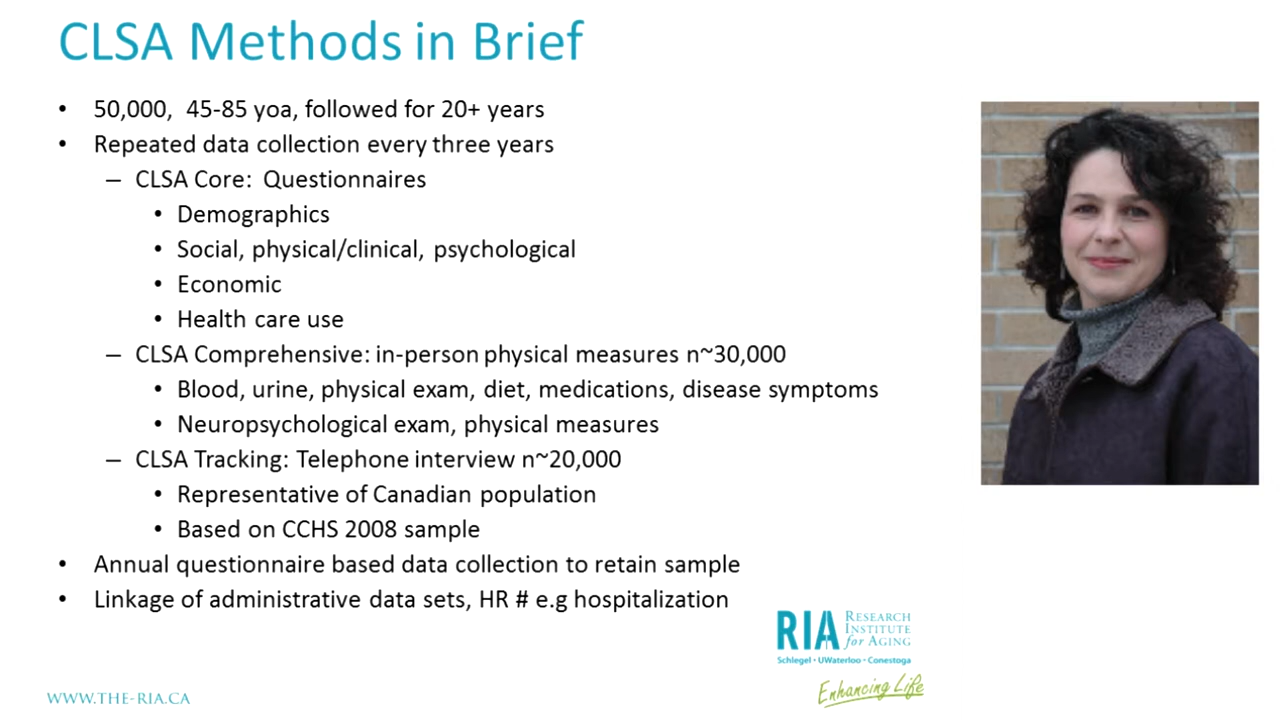 CLSA Methods in Brief
• 50,000,  45-85 yoa, followed for 20+ years
• Repeated data collection every three years
– CLSA Core:  Questionnaires
• Demographics
• Social, physical/clinical, psychological
• Economic
• Health care use
– CLSA Comprehensive: in-person physical measures n~30,000
• Blood, urine, physical exam, diet, medications, disease symptoms
• Neuropsychological exam, physical measures
– CLSA Tracking: Telephone interview n~20,000
• Representative of Canadian population
• Based on CCHS 2008 sample
• Annual questionnaire based data collection to retain sample
• Linkage of administrative data sets, HR # e.g hospitalization
RIA
RESEARCH
INSTITUTE
for AGING
Schlegel • UWaterloo • Conestoga
Enhancing Life
WWW.THE-RIA.CA